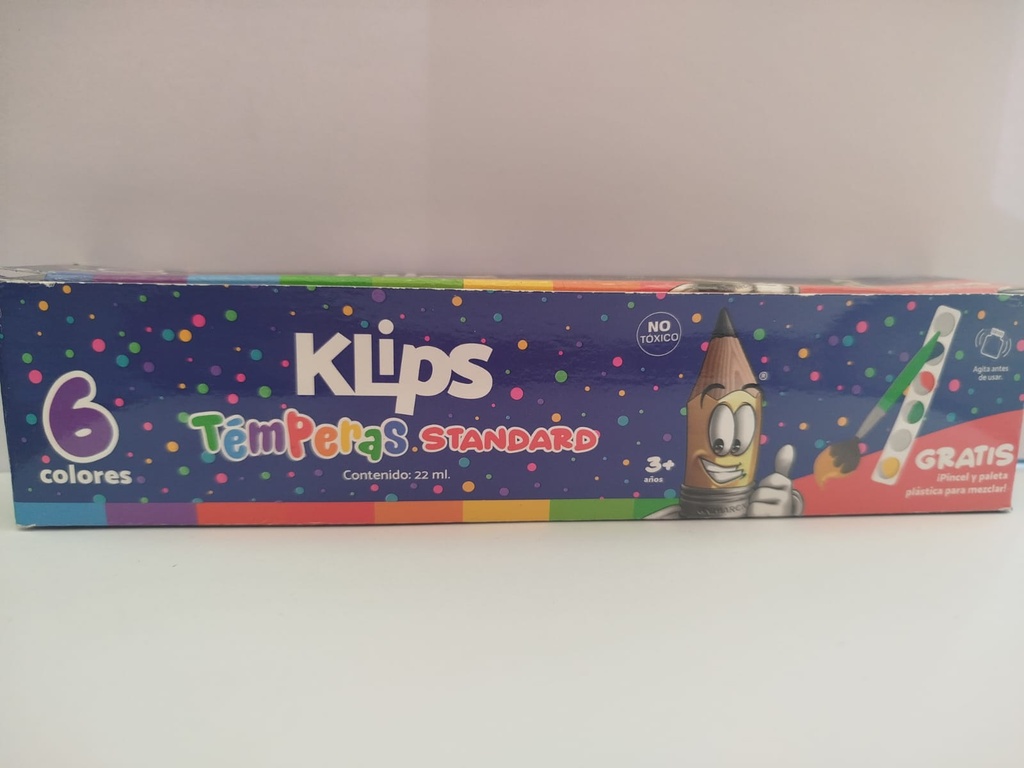 6
colores
KLips
Témperas STANDARD
Contenido: 22 ml.
NO
TÓXICO
3+
años
®
Agita antes
de usar.
GRATIS
¡Pincel y paleta
plástica para mezclar!